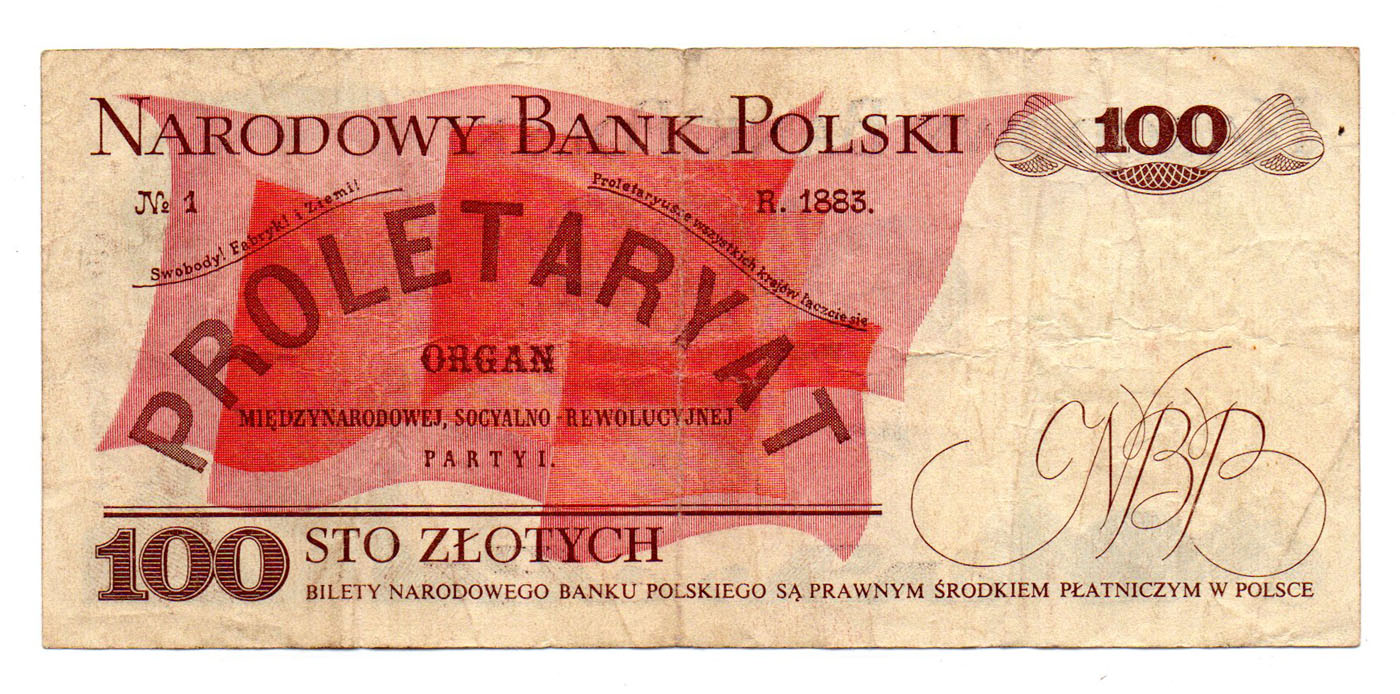 NARODOWY BANK POLSKI 100
№ 1
R. 1883.
Swobody! Fabryk! i Ziemi!
Proletaryusze wszystkich krajów łączcie się
PROLETARYAT
ORGAN
MIĘDZYNARODOWEJ, SOCYALNO-REWOLUCYJNEJ
PARTYI.
NBP
100 STO ZŁOTYCH
BILETY NARODOWEGO BANKU POLSKIEGO SĄ PRAWNYM ŚRODKIEM PŁATNICZYM W POLSCE